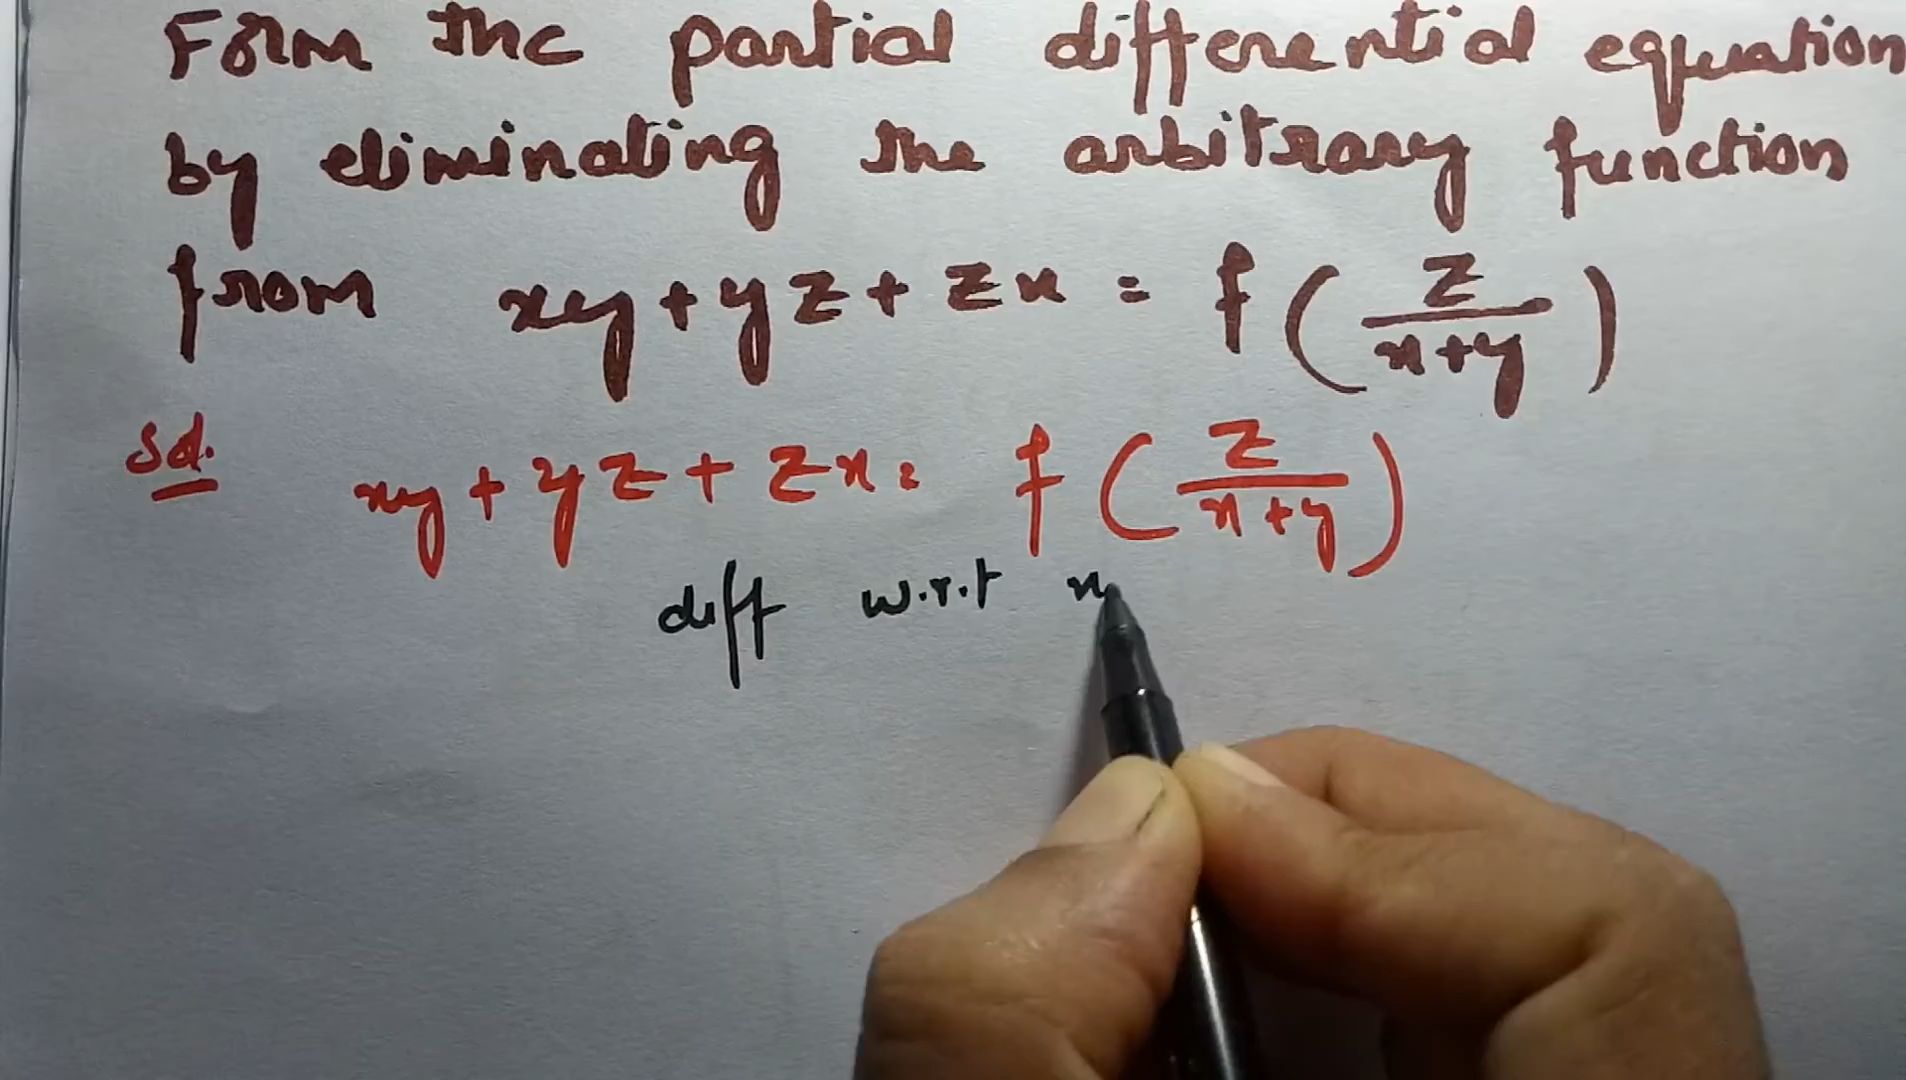 Form the partial differential equation
by eliminating the arbitrary function
from xy + yz + zx = f ( z / x+y )
Sol. xy + yz + zx = f ( z / x+y )
diff w.r.t x